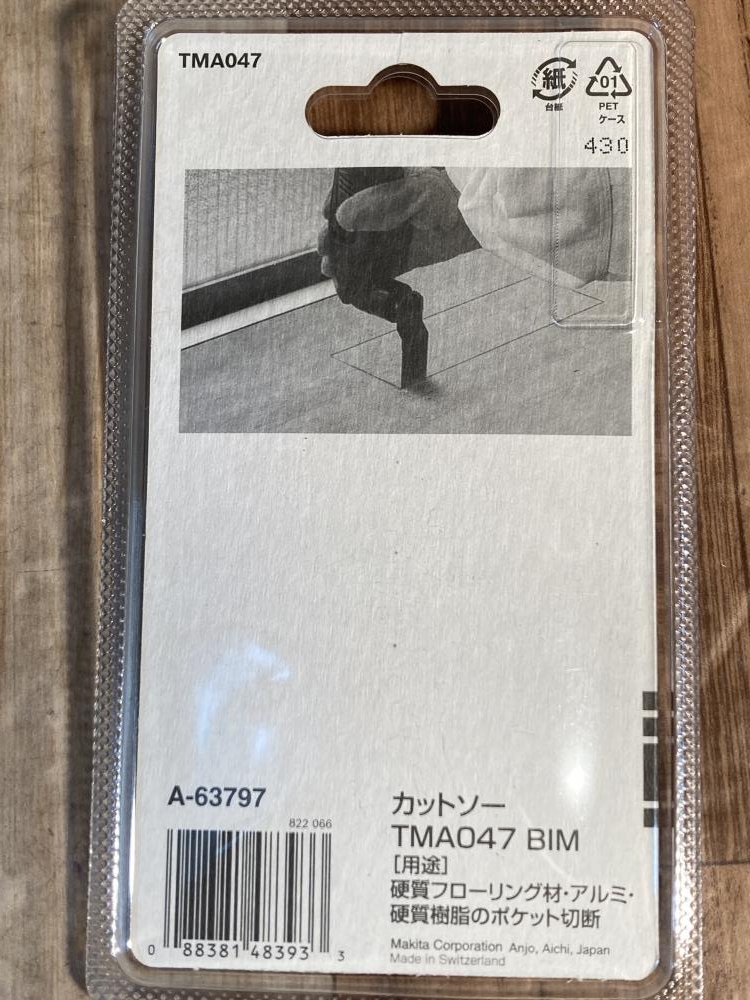 TMA047
紙
台紙
01
PET
ケース
430
A-63797
822 066
0 88381 48393 3
カットソー
TMA047 BIM
[用途]
硬質フローリング材・アルミ・
硬質樹脂のポケット切断
Makita Corporation Anjo, Aichi, Japan
Made in Switzerland